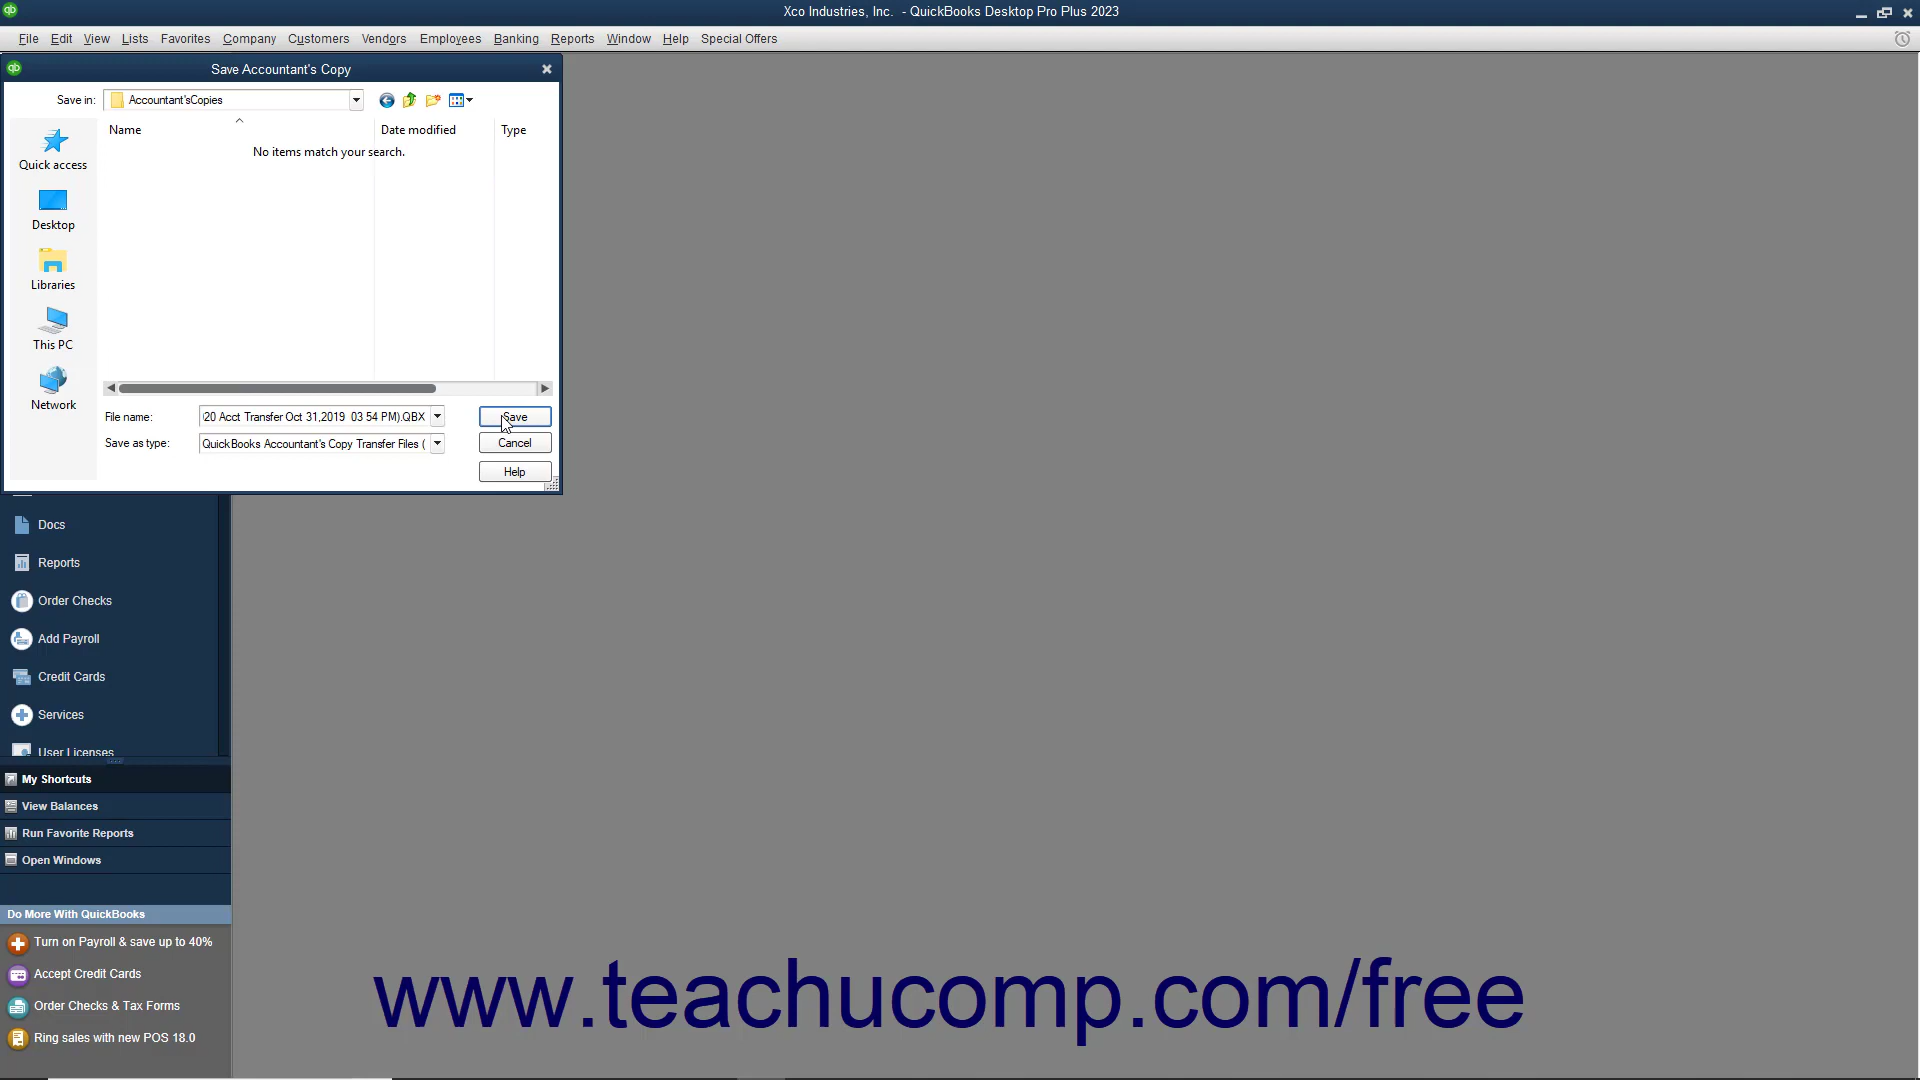 Xco Industries, Inc.  - QuickBooks Desktop Pro Plus 2023
File Edit View Lists Favorites Company Customers Vendors Employees Banking Reports Window Help Special Offers
qb
Save Accountant's Copy
Save in: Accountant'sCopies
Name Date modified Type
No items match your search.
Quick access
Desktop
Libraries
This PC
Network
File name: 20 Acct Transfer Oct 31,2019  03 54 PM).QBX Save
Save as type: QuickBooks Accountant's Copy Transfer Files ( Cancel
Help
Docs
Reports
Order Checks
Add Payroll
Credit Cards
Services
User Licenses
My Shortcuts
View Balances
Run Favorite Reports
Open Windows
Do More With QuickBooks
Turn on Payroll & save up to 40%
Accept Credit Cards
Order Checks & Tax Forms
Ring sales with new POS 18.0
www.teachucomp.com/free